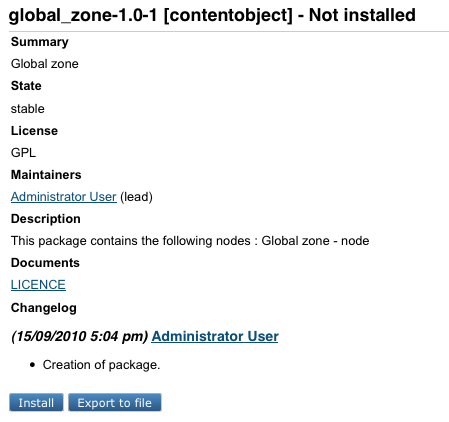 global_zone-1.0-1 [contentobject] - Not installed
Summary
Global zone
State
stable
License
GPL
Maintainers
Administrator User (lead)
Description
This package contains the following nodes : Global zone - node
Documents
LICENCE
Changelog
(15/09/2010 5:04 pm) Administrator User
• Creation of package.
Install Export to file